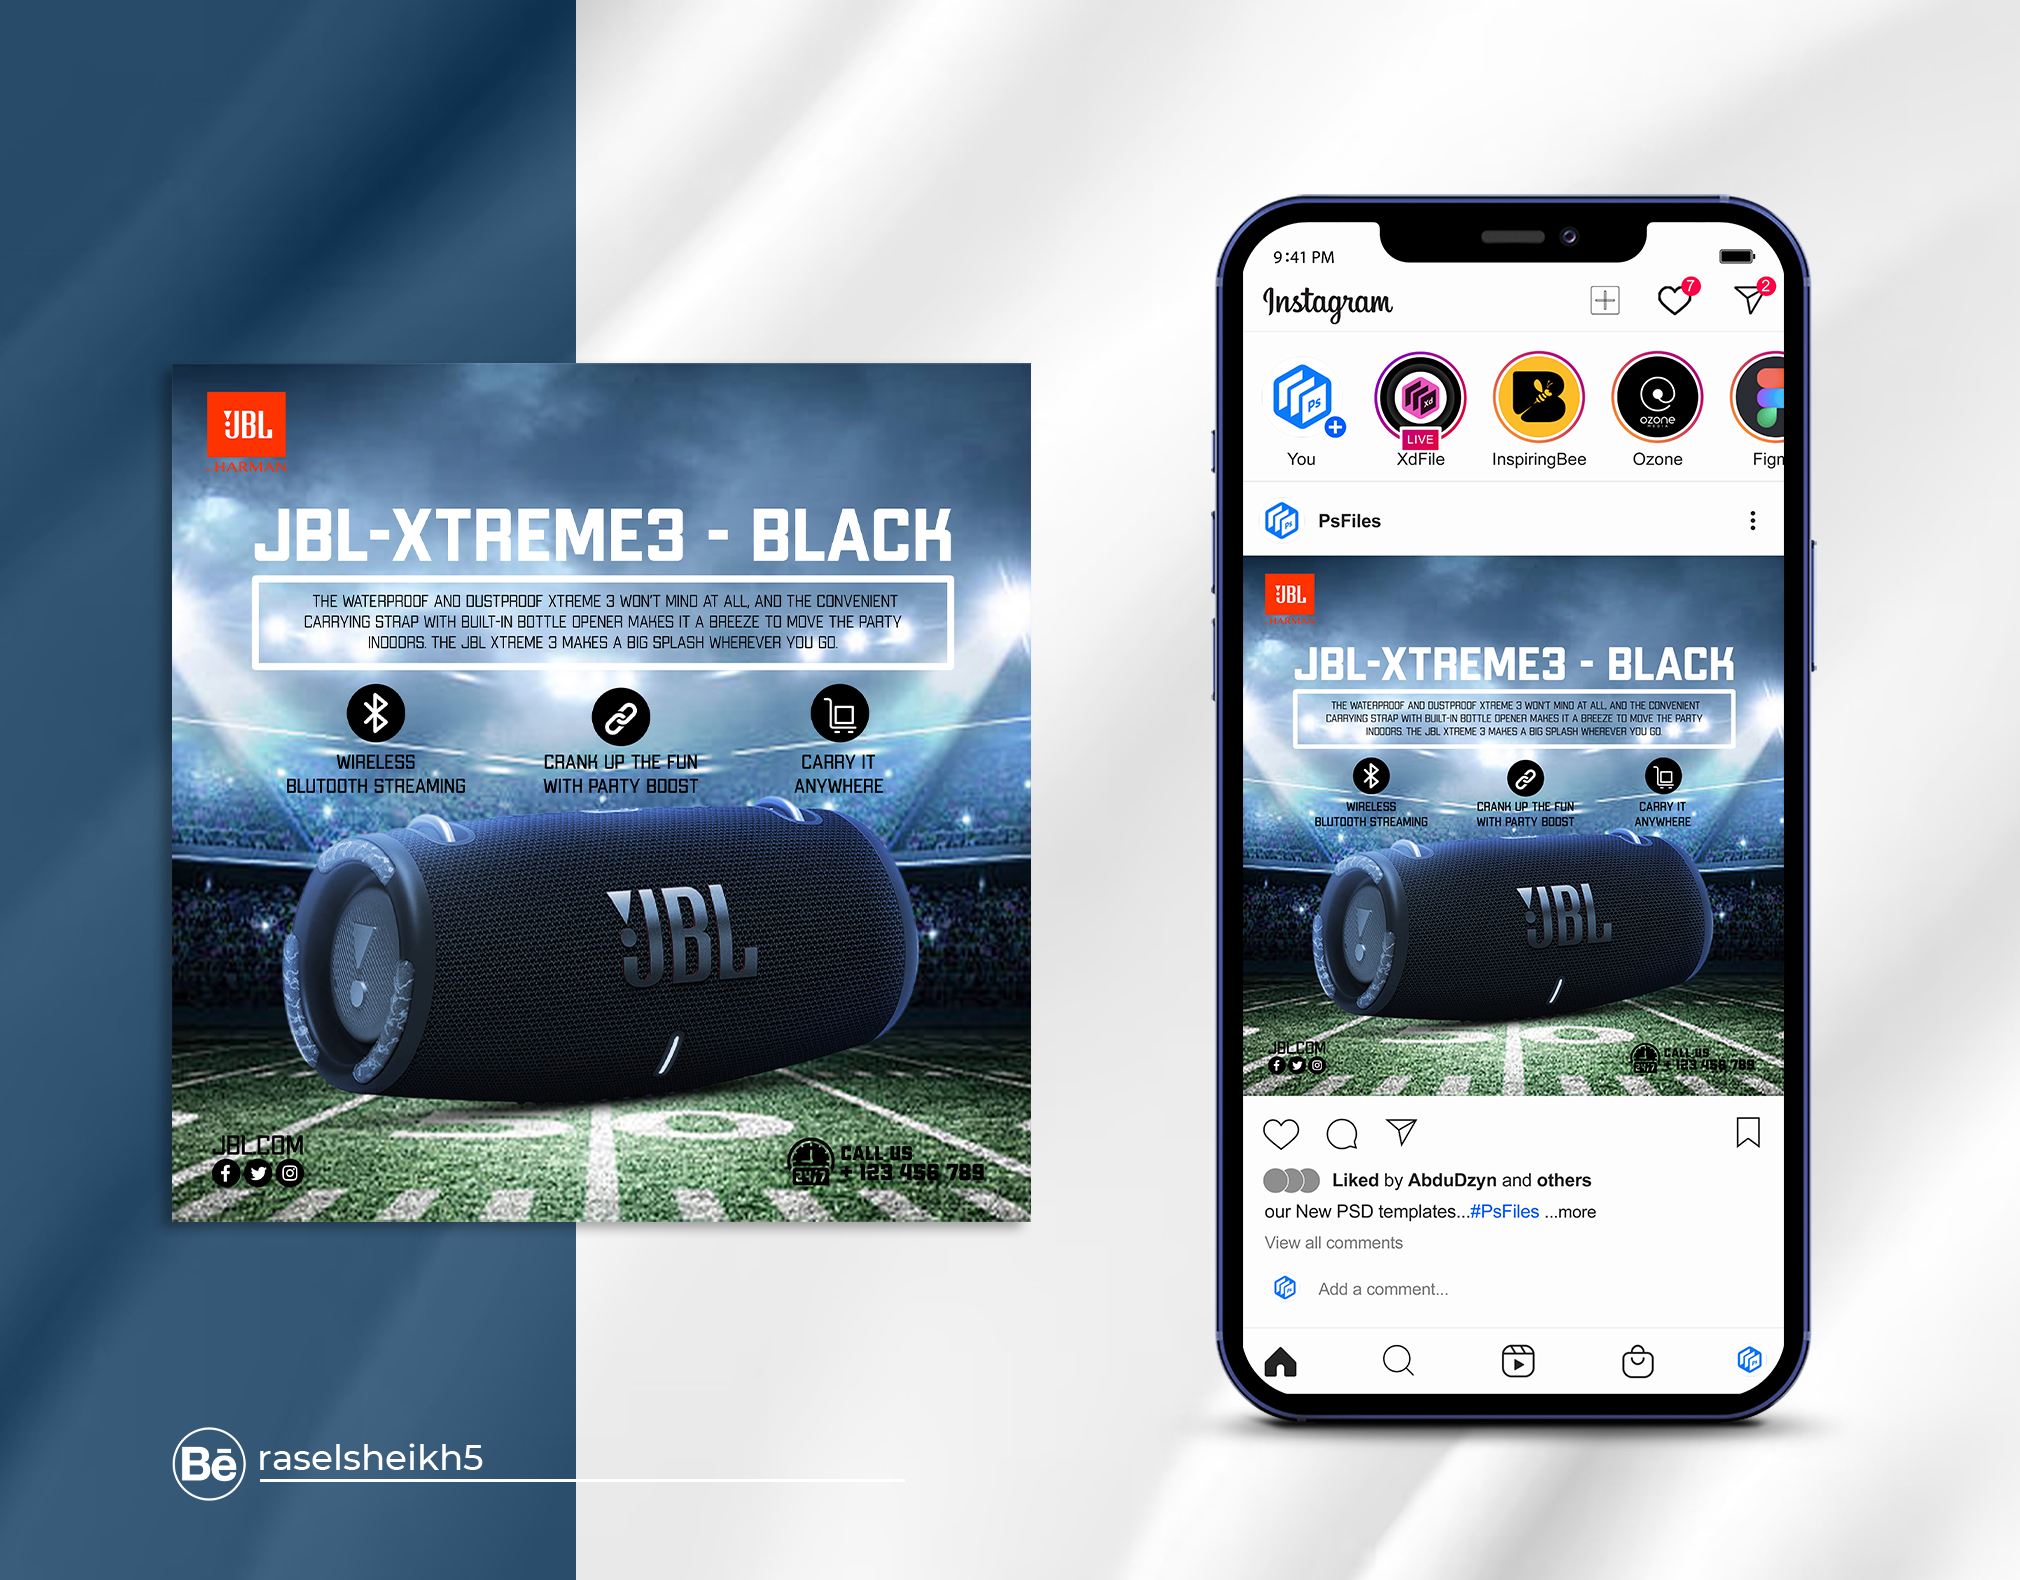 JBL
HARMAN
JBL-XTREME3 - BLACK
THE WATERPROOF AND DUSTPROOF XTREME 3 WON'T MIND AT ALL, AND THE CONVENIENT
CARRYING STRAP WITH BUILT-IN BOTTLE OPENER MAKES IT A BREEZE TO MOVE THE PARTY
INDOORS. THE JBL XTREME 3 MAKES A BIG SPLASH WHEREVER YOU GO.
WIRELESS
BLUTOOTH STREAMING
CRANK UP THE FUN
WITH PARTY BOOST
CARRY IT
ANYWHERE
JBL
50
JBL.COM
24/7
CALL US
+ 123 456 789
Bē raselsheikh5
9:41 PM
Instagram
7
2
Ps
Xd
LIVE
B
OZONE
MEDIA
You
XdFile
InspiringBee
Ozone
Figm
PsFiles
JBL
HARMAN
JBL-XTREME3 - BLACK
THE WATERPROOF AND DUSTPROOF XTREME 3 WON'T MIND AT ALL, AND THE CONVENIENT
CARRYING STRAP WITH BUILT-IN BOTTLE OPENER MAKES IT A BREEZE TO MOVE THE PARTY
INDOORS. THE JBL XTREME 3 MAKES A BIG SPLASH WHEREVER YOU GO.
WIRELESS
BLUTOOTH STREAMING
CRANK UP THE FUN
WITH PARTY BOOST
CARRY IT
ANYWHERE
JBL
50
JBL.COM
24/7
CALL US
+ 123 456 789
Liked by AbduDzyn and others
our New PSD templates...#PsFiles ...more
View all comments
Add a comment...